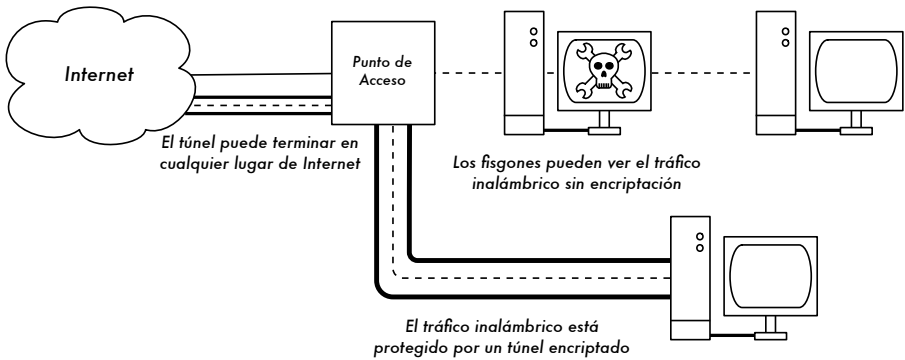 Internet
Punto de
Acceso
El túnel puede terminar en
cualquier lugar de Internet
Los fisgones pueden ver el tráfico
inalámbrico sin encriptación
El tráfico inalámbrico está
protegido por un túnel encriptado